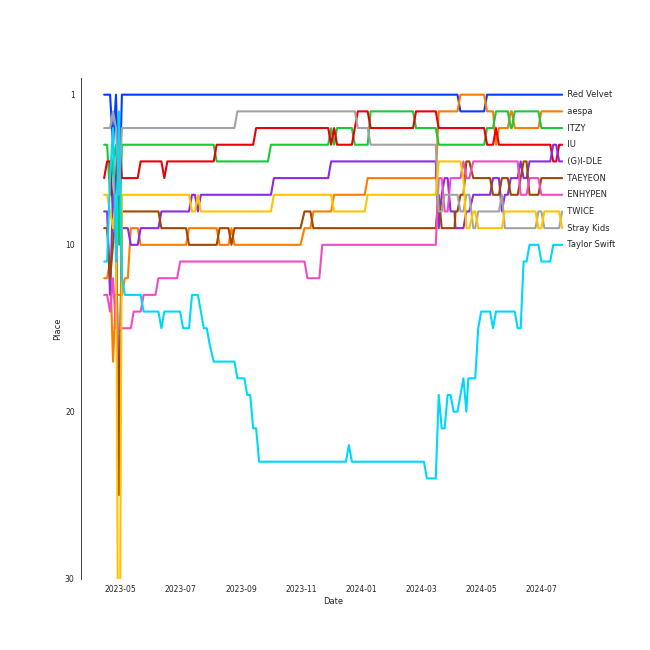 1
Red Velvet
aespa
ITZY
IU
(G)I-DLE
TAEYEON
ENHYPEN
TWICE
Stray Kids
10
Taylor Swift
Place
20
30
2023-05
2023-07
2023-09
2023-11
2024-01
2024-03
2024-05
2024-07
Date